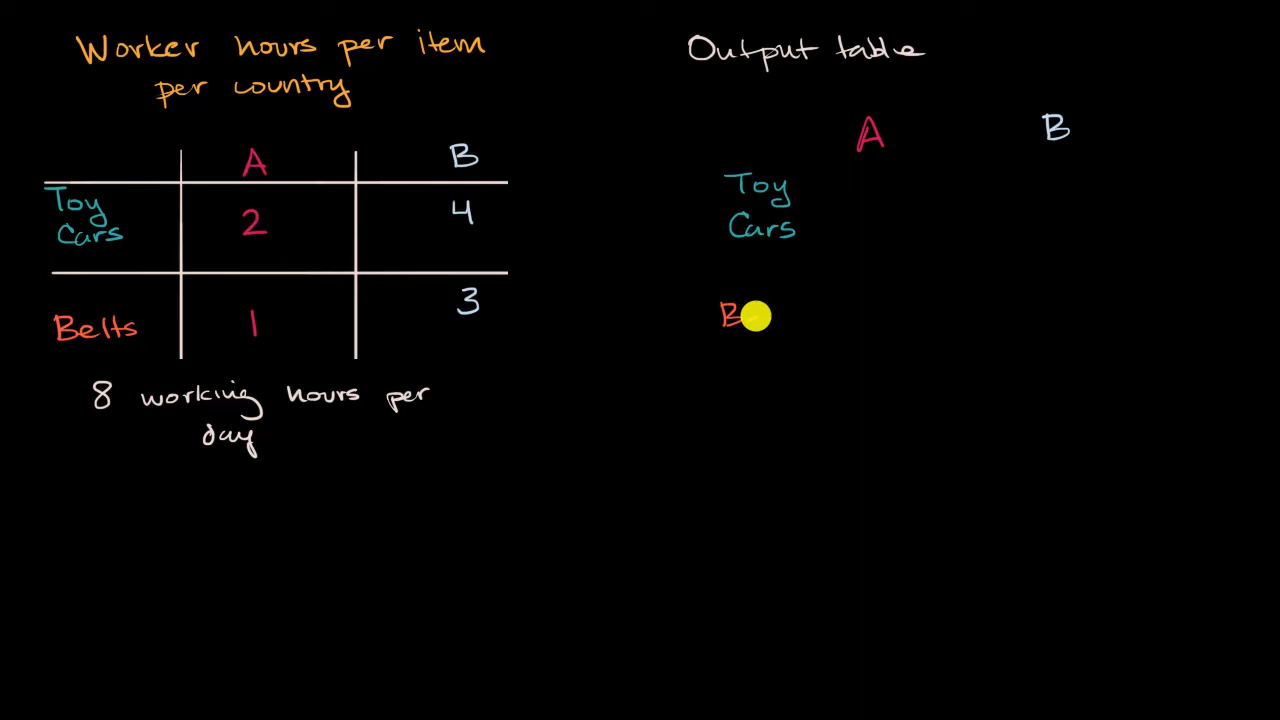 Worker hours per item
per country
A B
Toy
Cars 2 4
Belts 1 3
8 working hours per
day
Output table
A B
Toy
Cars
B